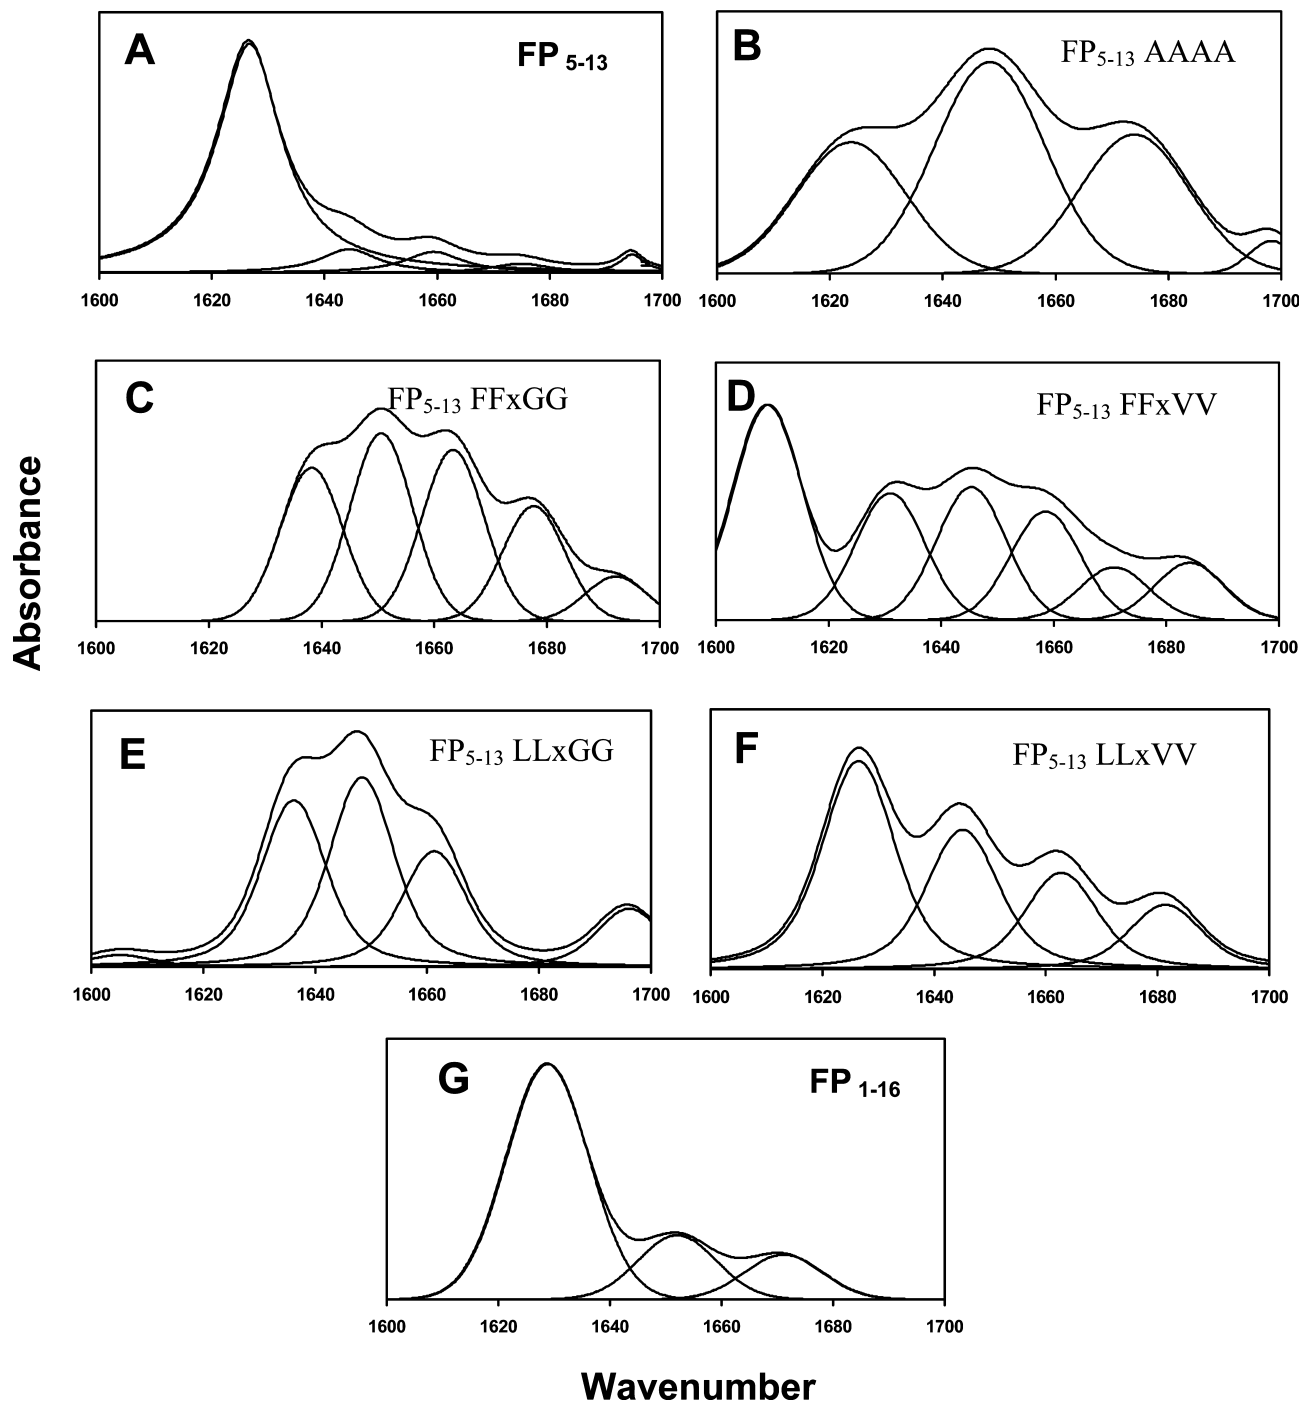 A
FP 5-13
1600 1620 1640 1660 1680 1700
B
FP5-13 AAAA
1600 1620 1640 1660 1680 1700
C
FP5-13 FFxGG
1600 1620 1640 1660 1680 1700
D
FP5-13 FFxVV
1600 1620 1640 1660 1680 1700
Absorbance
E
FP5-13 LLxGG
1600 1620 1640 1660 1680 1700
F
FP5-13 LLxVV
1600 1620 1640 1660 1680 1700
G
FP 1-16
1600 1620 1640 1660 1680 1700
Wavenumber